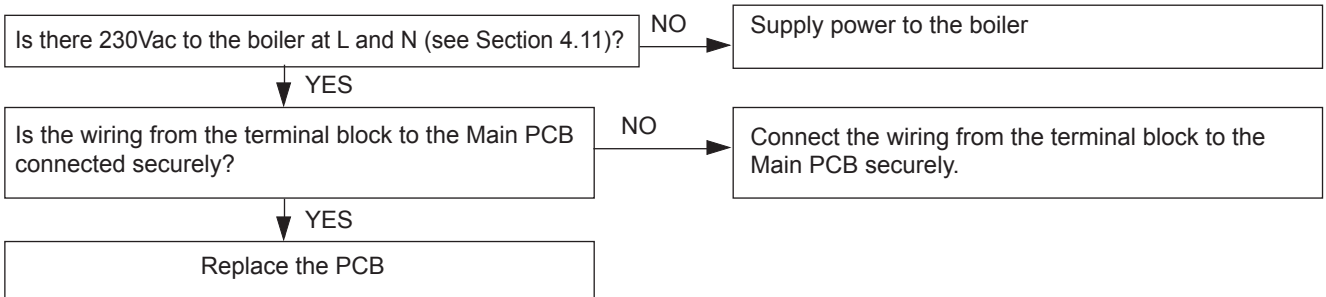 Is there 230Vac to the boiler at L and N (see Section 4.11)?
NO
Supply power to the boiler
YES
Is the wiring from the terminal block to the Main PCB
connected securely?
NO
Connect the wiring from the terminal block to the
Main PCB securely.
YES
Replace the PCB